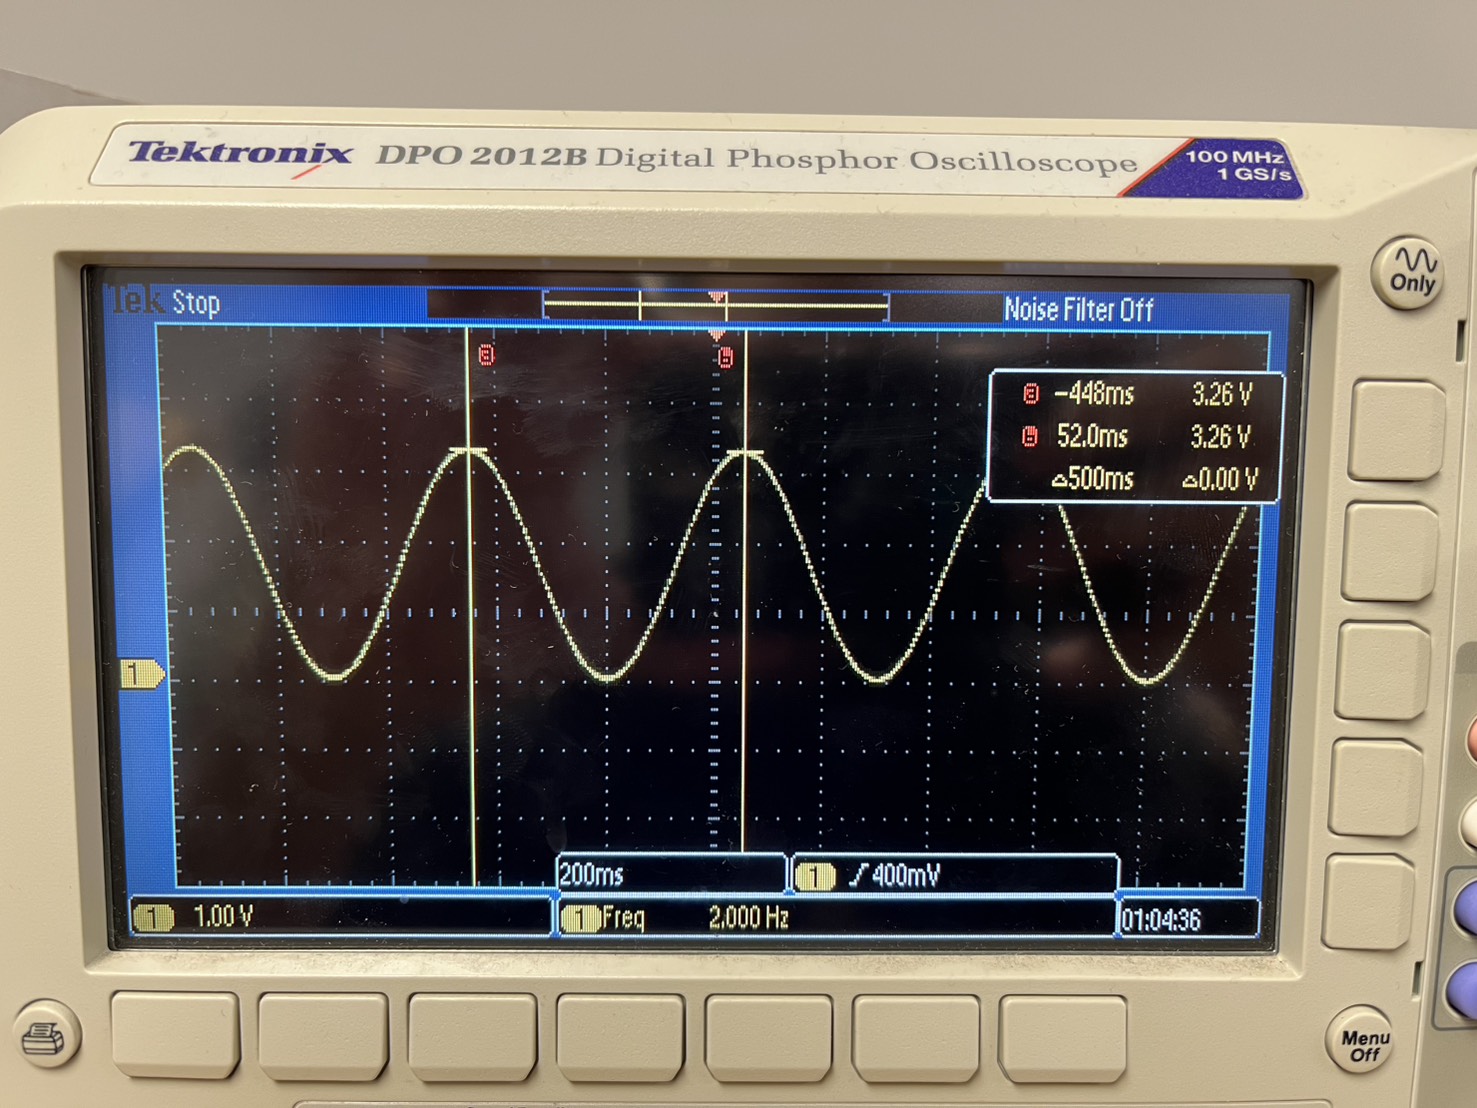 Tektronix DPO 2012B Digital Phosphor Oscilloscope
100 MHz
1 GS/s
Only
Tek Stop
Noise Filter Off
a
b
a -448ms 3.26 V
b 52.0ms 3.26 V
△500ms △0.00 V
1
200ms
1 400mV
1 1.00 V
1 Freq 2.000 Hz
01:04:36
Menu
Off